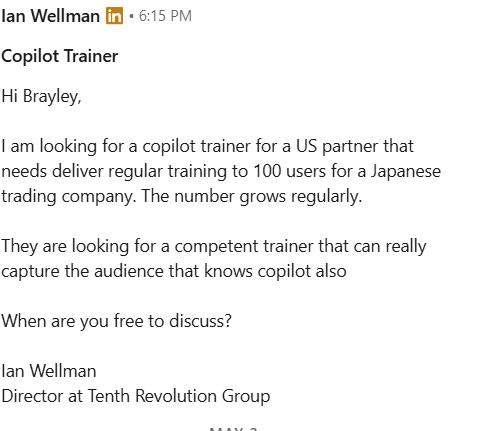 Ian Wellman in • 6:15 PM
Copilot Trainer
Hi Brayley,
I am looking for a copilot trainer for a US partner that
needs deliver regular training to 100 users for a Japanese
trading company. The number grows regularly.
They are looking for a competent trainer that can really
capture the audience that knows copilot also
When are you free to discuss?
Ian Wellman
Director at Tenth Revolution Group